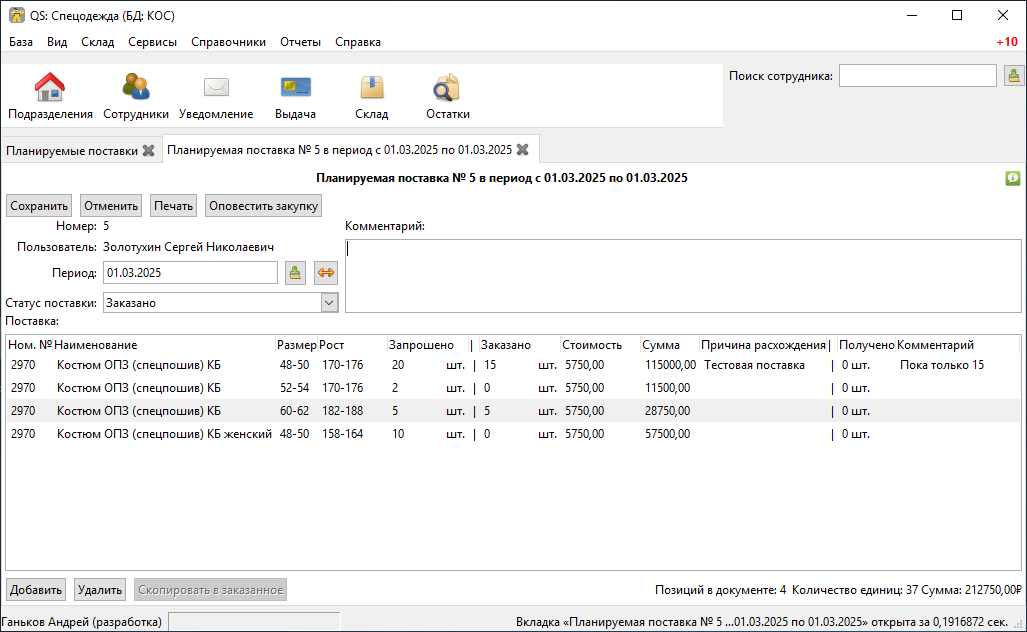 QS: Спецодежда (БД: КОС)
База Вид Склад Сервисы Справочники Отчеты Справка +10
Подразделения Сотрудники Уведомление Выдача Склад Остатки
Поиск сотрудника:
Планируемые поставки Планируемая поставка № 5 в период с 01.03.2025 по 01.03.2025
Планируемая поставка № 5 в период с 01.03.2025 по 01.03.2025
Сохранить Отменить Печать Оповестить закупку
Номер: 5 Комментарий:
Пользователь: Золотухин Сергей Николаевич
Период: 01.03.2025
Статус поставки: Заказано
Поставка:
Ном. № Наименование Размер Рост Запрошено | Заказано Стоимость Сумма Причина расхождения | Получено Комментарий
2970 Костюм ОПЗ (спецпошив) КБ 48-50 170-176 20 шт. | 15 шт. 5750,00 115000,00 Тестовая поставка | 0 шт. Пока только 15
2970 Костюм ОПЗ (спецпошив) КБ 52-54 170-176 2 шт. | 0 шт. 5750,00 11500,00 | 0 шт.
2970 Костюм ОПЗ (спецпошив) КБ 60-62 182-188 5 шт. | 5 шт. 5750,00 28750,00 | 0 шт.
2970 Костюм ОПЗ (спецпошив) КБ женский 48-50 158-164 10 шт. | 0 шт. 5750,00 57500,00 | 0 шт.
Добавить Удалить Скопировать в заказанное Позиций в документе: 4 Количество единиц: 37 Сумма: 212750,00₽
Ганьков Андрей (разработка) Вкладка «Планируемая поставка № 5 ...01.03.2025 по 01.03.2025» открыта за 0,1916872 сек.